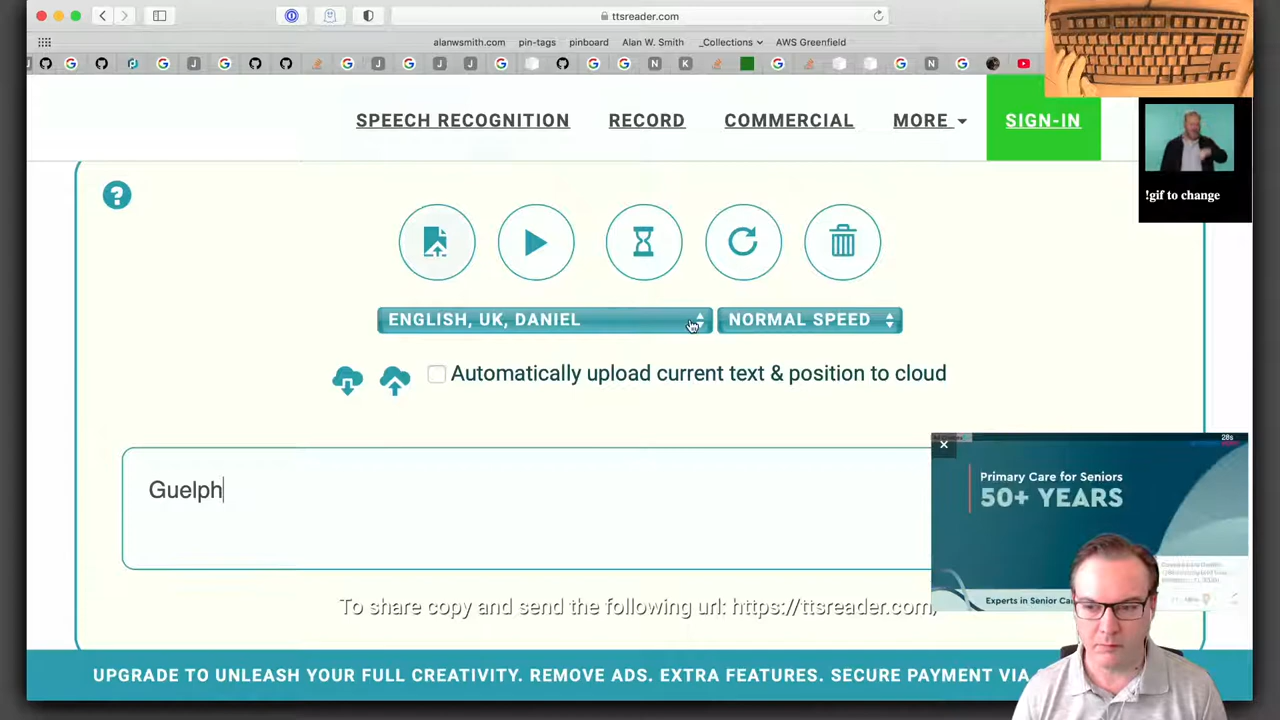 ttsreader.com
alanwsmith.com pin-tags pinboard Alan W. Smith _Collections AWS Greenfield
SPEECH RECOGNITION RECORD COMMERCIAL MORE SIGN-IN
!gif to change
?
ENGLISH, UK, DANIEL NORMAL SPEED
Automatically upload current text & position to cloud
28s
Primary Care for Seniors
50+ YEARS
Guelph
Experts in Senior Ca
To share copy and send the following url: https://ttsreader.com,
UPGRADE TO UNLEASH YOUR FULL CREATIVITY. REMOVE ADS. EXTRA FEATURES. SECURE PAYMENT VIA